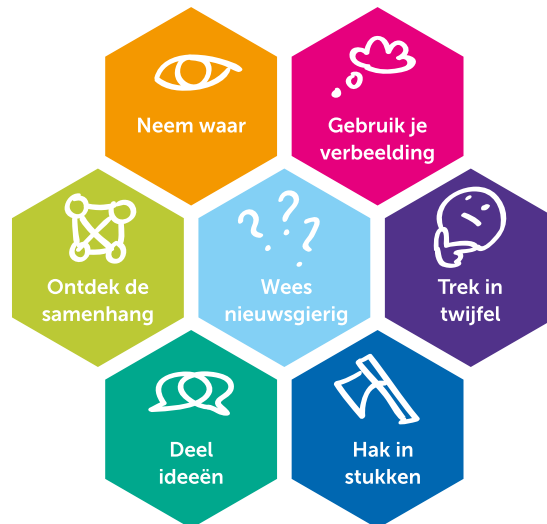 Neem waar
Gebruik je
verbeelding
Ontdek de
samenhang
Wees
nieuwsgierig
Trek in
twijfel
Deel
ideeën
Hak in
stukken